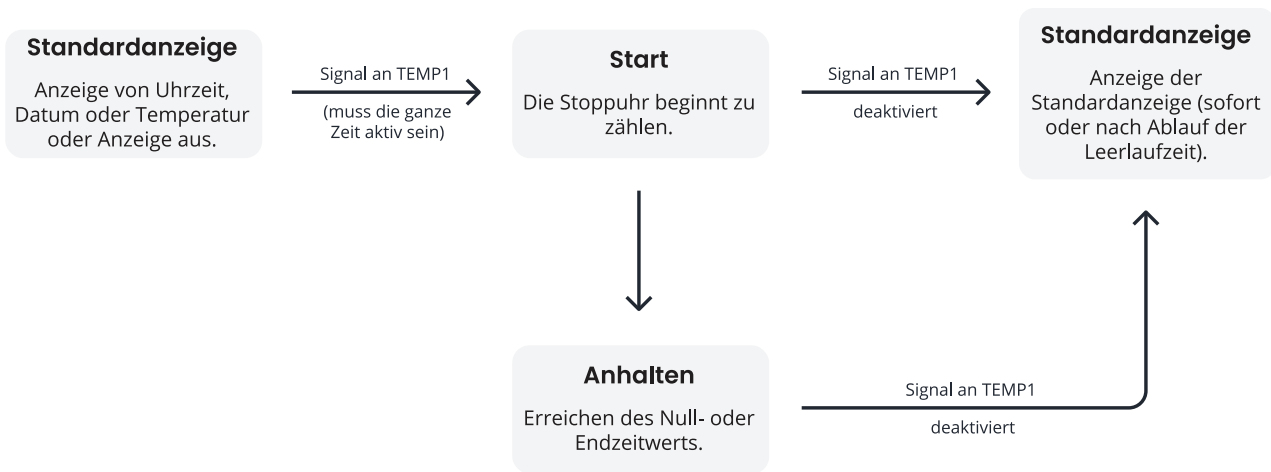 Standardanzeige
Anzeige von Uhrzeit,
Datum oder Temperatur
oder Anzeige aus.
Signal an TEMP1
(muss die ganze
Zeit aktiv sein)
Start
Die Stoppuhr beginnt zu
zählen.
Signal an TEMP1
deaktiviert
Standardanzeige
Anzeige der
Standardanzeige (sofort
oder nach Ablauf der
Leerlaufzeit).
Anhalten
Erreichen des Null- oder
Endzeitwerts.
Signal an TEMP1
deaktiviert